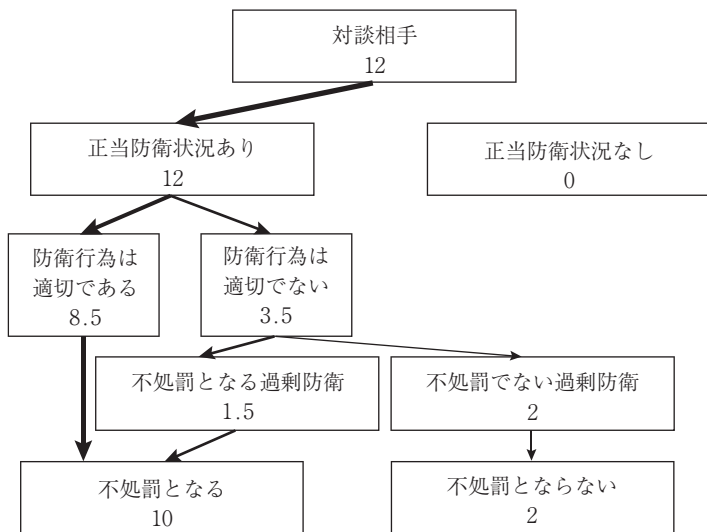 対談相手
12
正当防衛状況あり
12
正当防衛状況なし
0
防衛行為は
適切である
8.5
防衛行為は
適切でない
3.5
不処罰となる過剰防衛
1.5
不処罰でない過剰防衛
2
不処罰となる
10
不処罰とならない
2